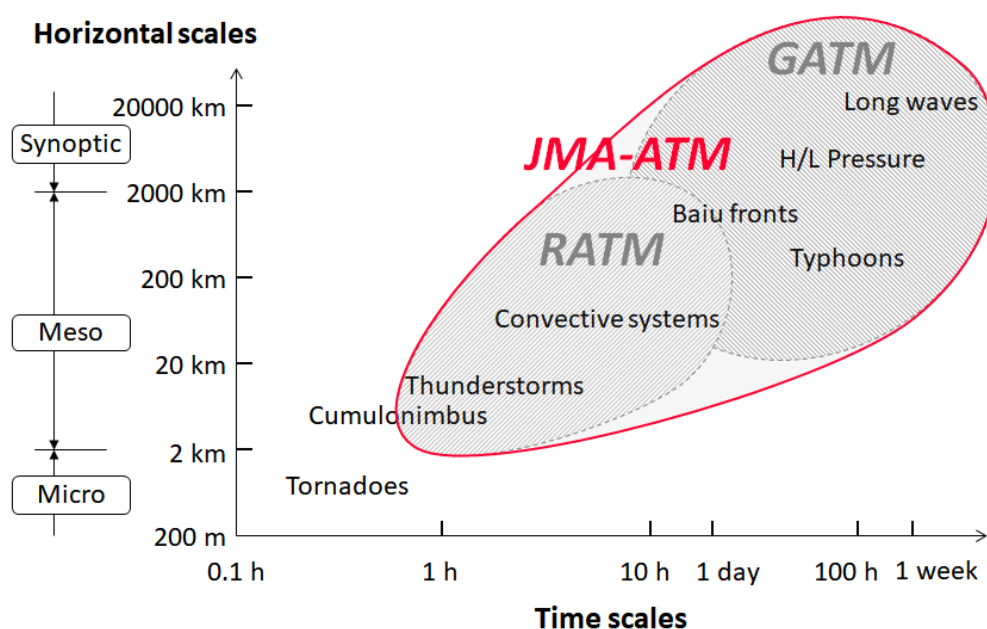 Horizontal scales
20000 km
2000 km
200 km
20 km
2 km
200 m
Synoptic
Meso
Micro
GATM
Long waves
JMA-ATM
H/L Pressure
Baiu fronts
RATM
Typhoons
Convective systems
Thunderstorms
Cumulonimbus
Tornadoes
0.1 h
1 h
10 h
1 day
100 h
1 week
Time scales